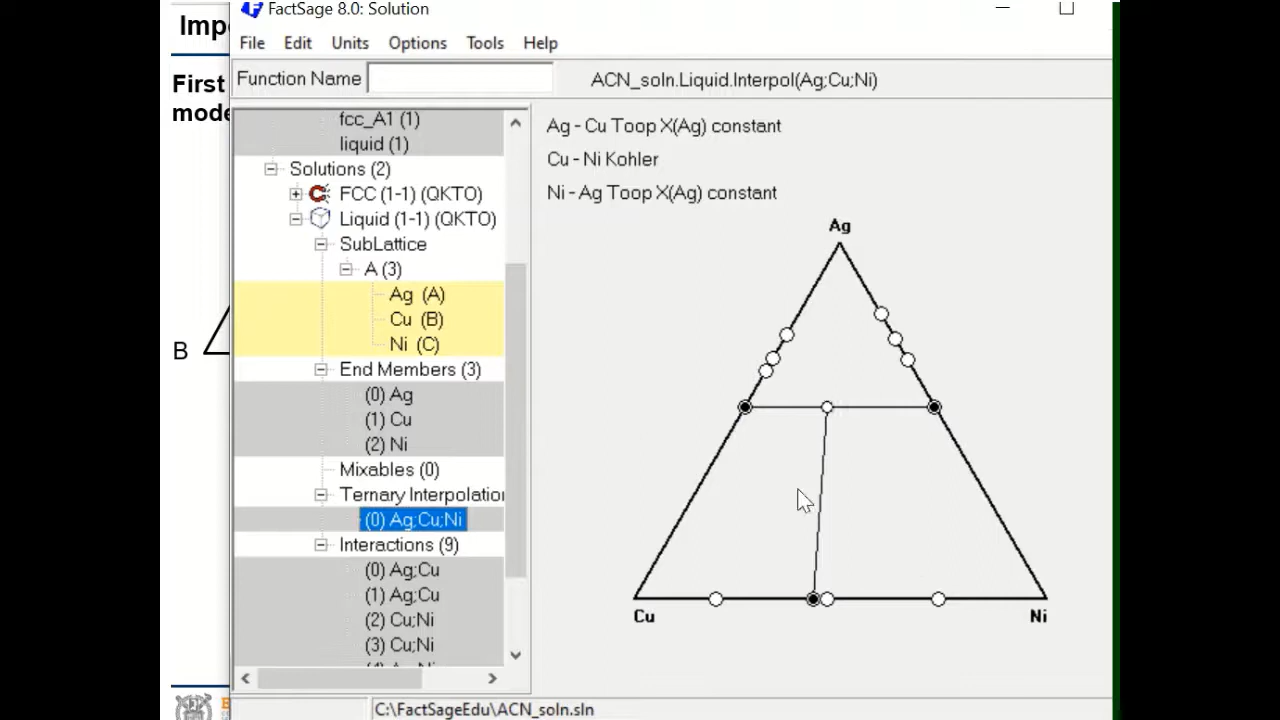 Impo
First
mode
B
FactSage 8.0: Solution
File Edit Units Options Tools Help
Function Name
ACN_soln.Liquid.Interpol(Ag;Cu;Ni)
fcc_A1 (1)
liquid (1)
Solutions (2)
FCC (1-1) (QKTO)
Liquid (1-1) (QKTO)
SubLattice
A (3)
Ag (A)
Cu (B)
Ni (C)
End Members (3)
(0) Ag
(1) Cu
(2) Ni
Mixables (0)
Ternary Interpolation
(0) Ag;Cu;Ni
Interactions (9)
(0) Ag;Cu
(1) Ag;Cu
(2) Cu;Ni
(3) Cu;Ni
Ag - Cu Toop X(Ag) constant
Cu - Ni Kohler
Ni - Ag Toop X(Ag) constant
Ag
Cu
Ni
C:\FactSageEdu\ACN_soln.sln